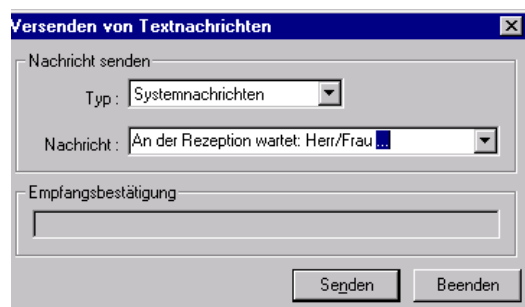 Versenden von Textnachrichten
Nachricht senden
Typ : Systemnachrichten
Nachricht : An der Rezeption wartet: Herr/Frau ...
Empfangsbestätigung
Senden Beenden